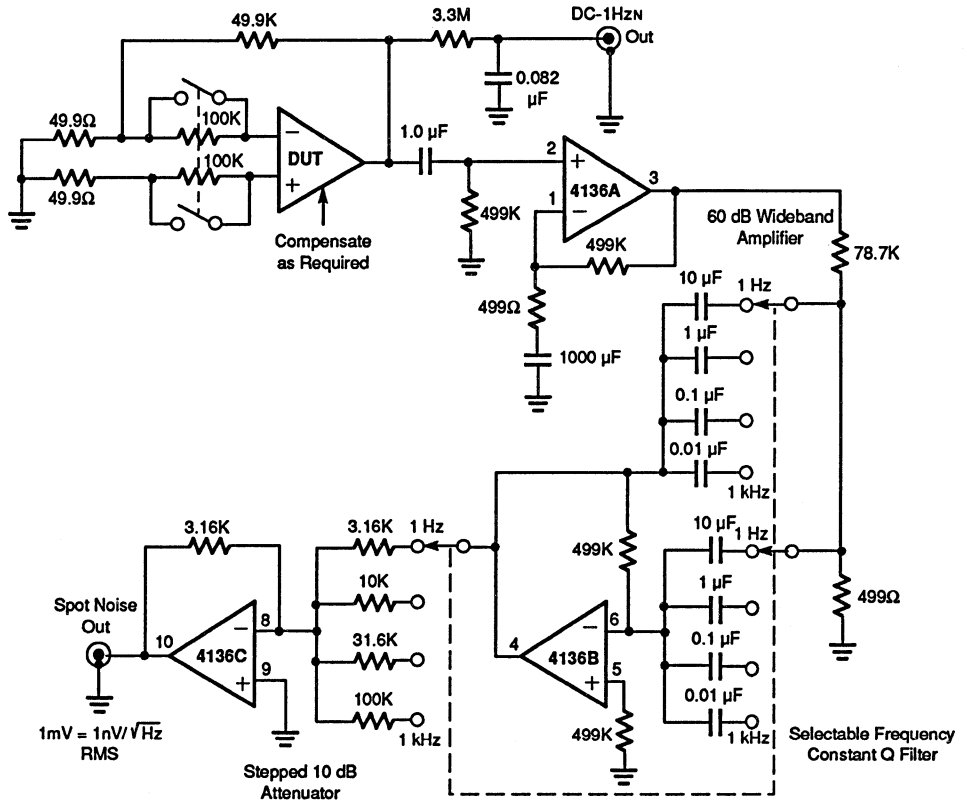 49.9K
3.3M
DC-1HzN
Out
0.082
µF
49.9Ω
100K
100K
49.9Ω
−
DUT
+
1.0 µF
2
+
4136A
3
1
−
499K
Compensate
as Required
499K
60 dB Wideband
Amplifier
78.7K
499Ω
1000 µF
10 µF
1 Hz
1 µF
0.1 µF
0.01 µF
1 kHz
3.16K
3.16K
1 Hz
499K
10 µF
1 Hz
10K
1 µF
499Ω
Spot Noise
Out
10
4136C
−
8
+
9
31.6K
4
4136B
−
6
+
5
0.1 µF
100K
1 kHz
499K
0.01 µF
1 kHz
1mV = 1nV/√Hz
RMS
Stepped 10 dB
Attenuator
Selectable Frequency
Constant Q Filter